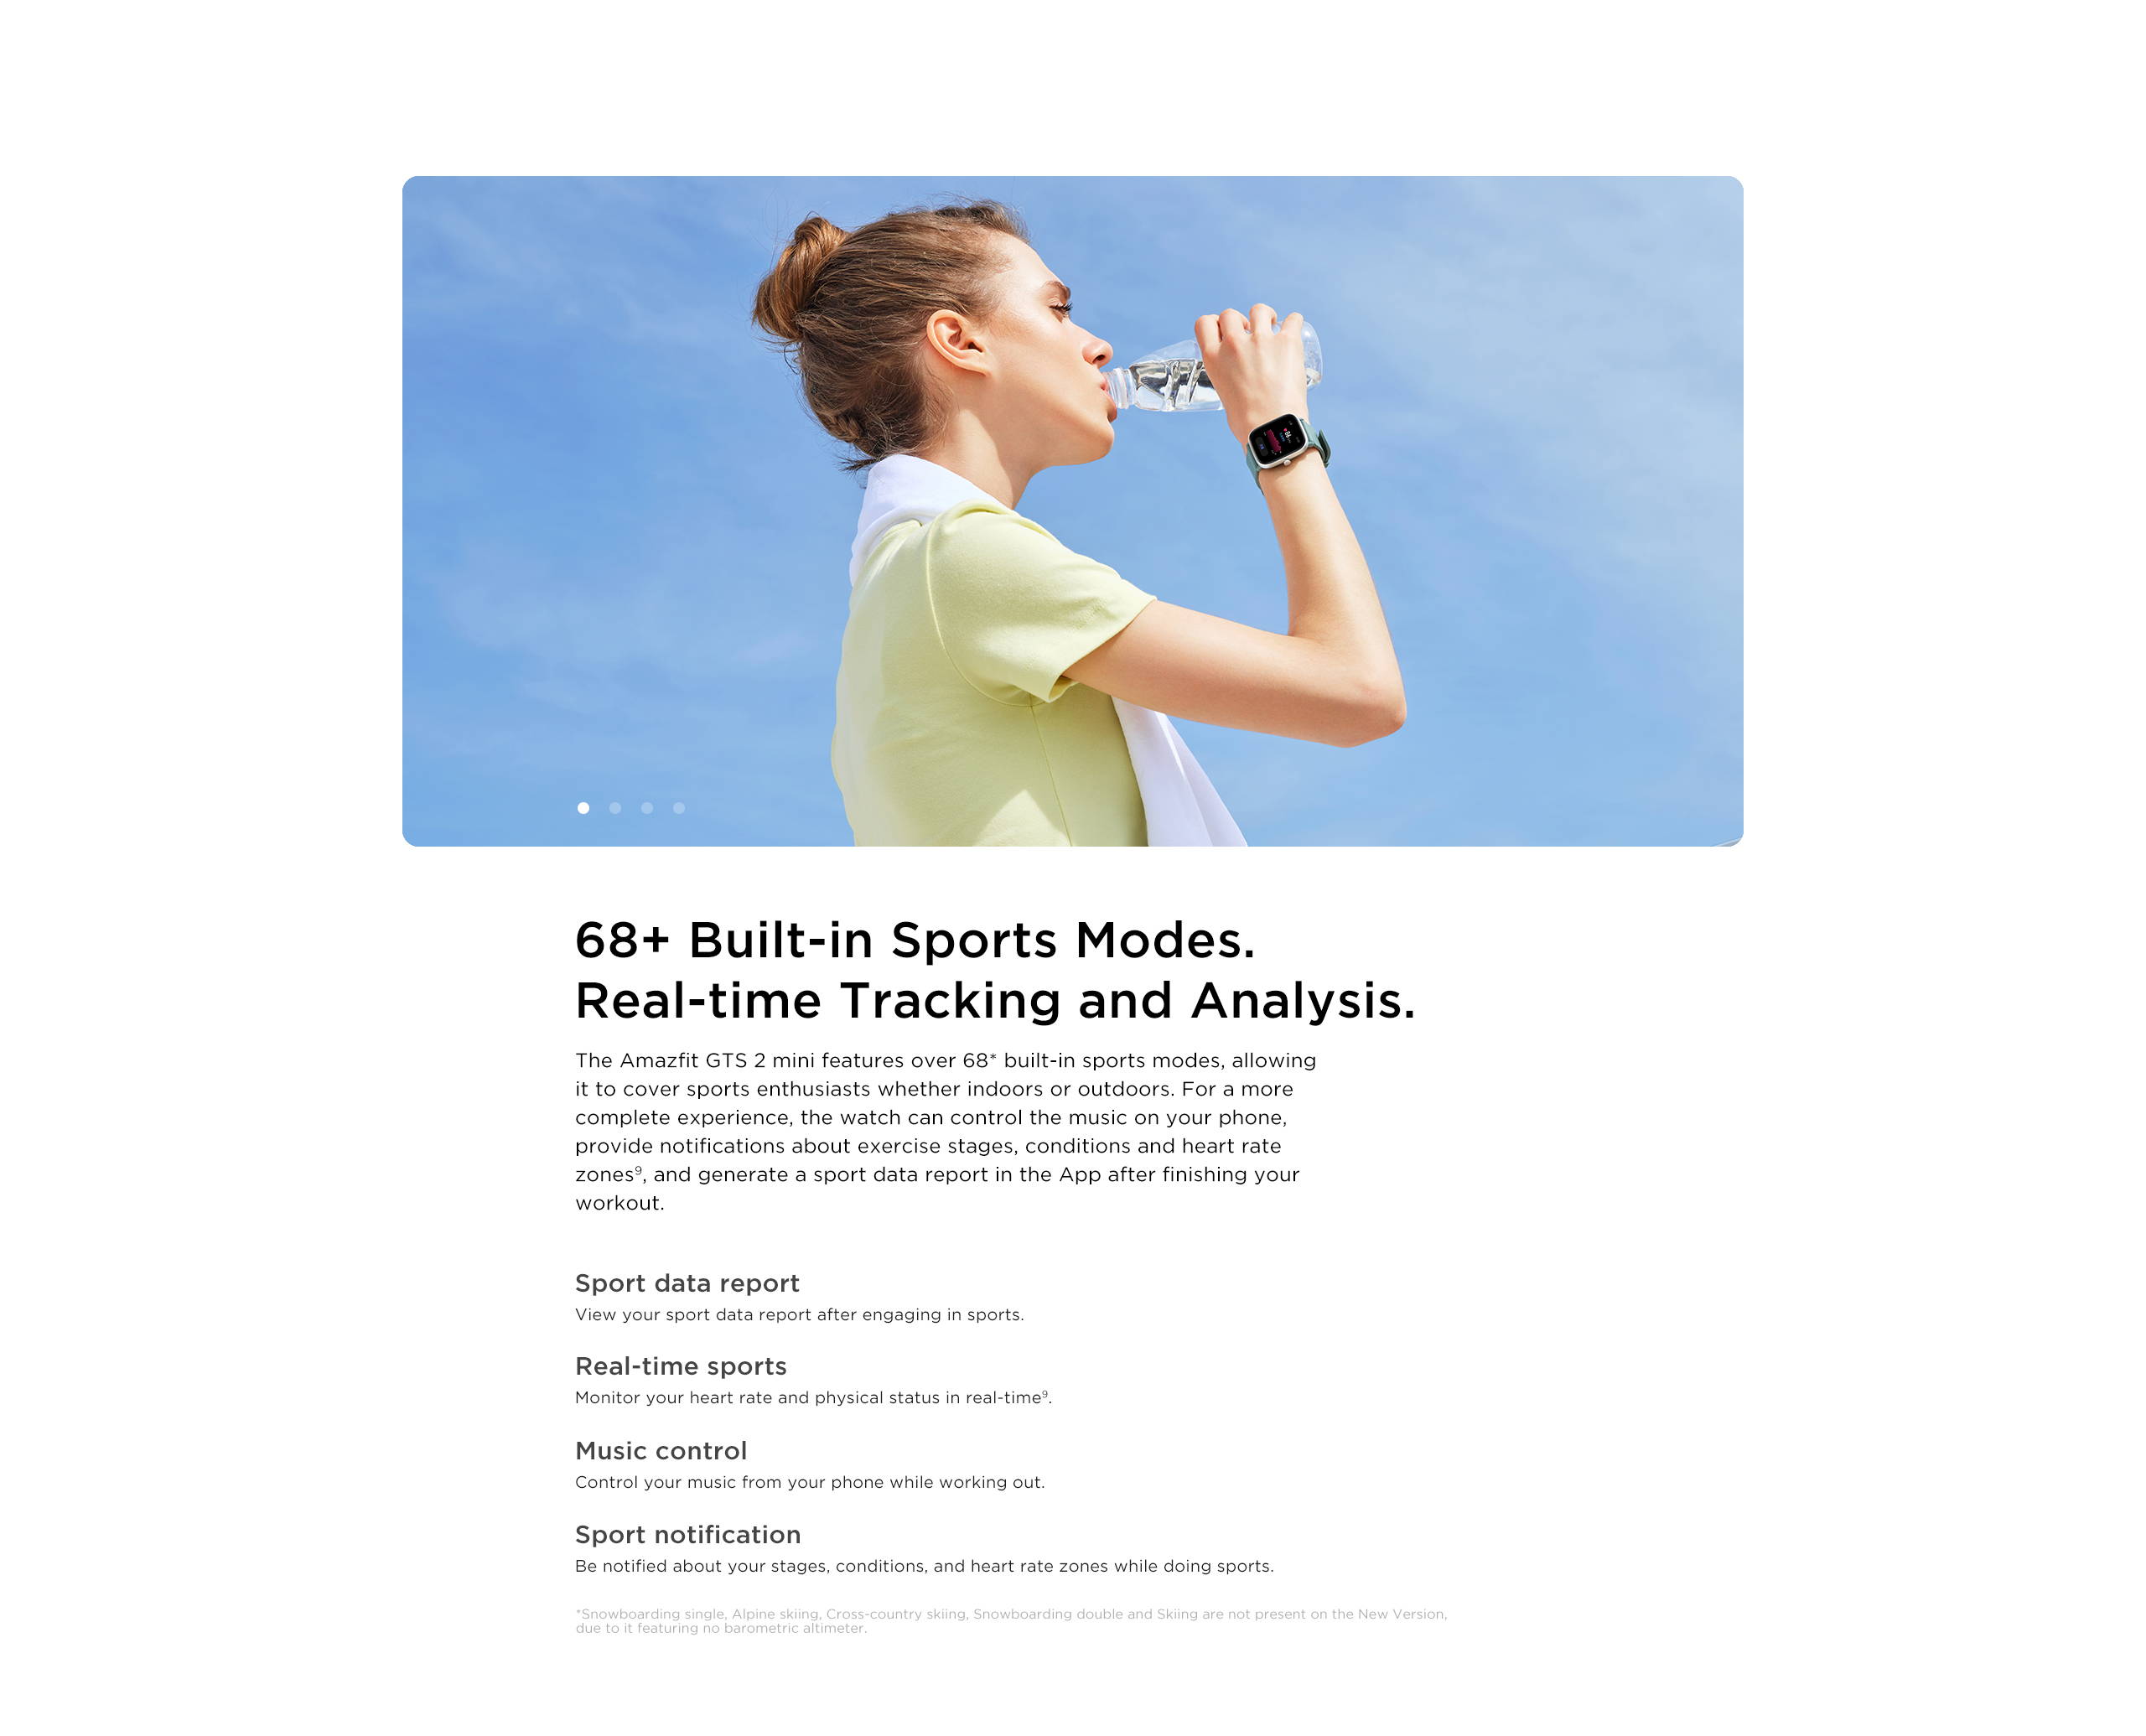 68+ Built-in Sports Modes.
Real-time Tracking and Analysis.
The Amazfit GTS 2 mini features over 68* built-in sports modes, allowing
it to cover sports enthusiasts whether indoors or outdoors. For a more
complete experience, the watch can control the music on your phone,
provide notifications about exercise stages, conditions and heart rate
zones⁹, and generate a sport data report in the App after finishing your
workout.
Sport data report
View your sport data report after engaging in sports.
Real-time sports
Monitor your heart rate and physical status in real-time⁹.
Music control
Control your music from your phone while working out.
Sport notification
Be notified about your stages, conditions, and heart rate zones while doing sports.
*Snowboarding single, Alpine skiing, Cross-country skiing, Snowboarding double and Skiing are not present on the New Version,
due to it featuring no barometric altimeter.